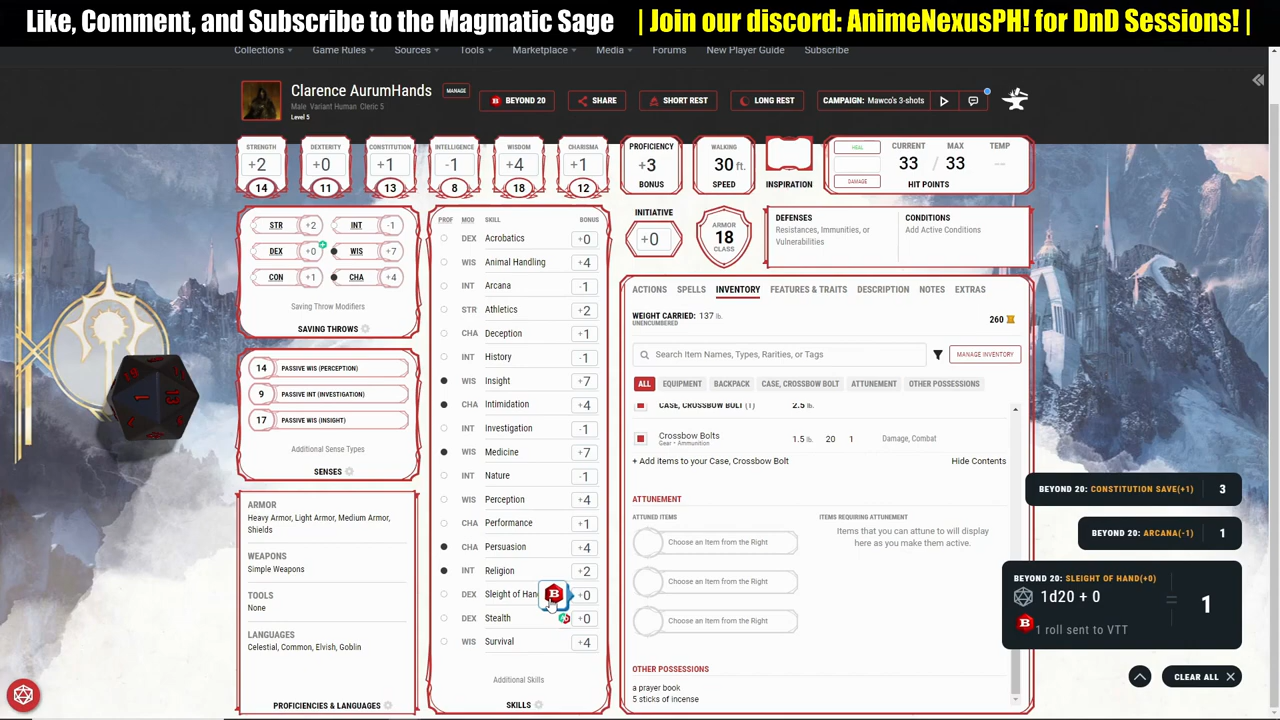 Like, Comment, and Subscribe to the Magmatic Sage | Join our discord: AnimeNexusPH! for DnD Sessions! |
Collections Game Rules Sources Tools Marketplace Media Forums New Player Guide Subscribe
Clarence AurumHands
MANAGE
Male Variant Human Cleric 5
Level 5
BEYOND 20
SHARE
SHORT REST
LONG REST
CAMPAIGN: Mawco's 3-shots
STRENGTH
+2
14
DEXTERITY
+0
11
CONSTITUTION
+1
13
INTELLIGENCE
-1
8
WISDOM
+4
18
CHARISMA
+1
12
PROFICIENCY
+3
BONUS
WALKING
30 ft.
SPEED
INSPIRATION
HEAL
DAMAGE
CURRENT MAX TEMP
33 / 33 --
HIT POINTS
STR +2 INT -1
DEX +0 WIS +7
CON +1 CHA +4
Saving Throw Modifiers
SAVING THROWS
14 PASSIVE WIS (PERCEPTION)
9 PASSIVE INT (INVESTIGATION)
17 PASSIVE WIS (INSIGHT)
Additional Sense Types
SENSES
ARMOR
Heavy Armor, Light Armor, Medium Armor,
Shields
WEAPONS
Simple Weapons
TOOLS
None
LANGUAGES
Celestial, Common, Elvish, Goblin
PROFICIENCIES & LANGUAGES
PROF MOD SKILL BONUS
DEX Acrobatics +0
WIS Animal Handling +4
INT Arcana -1
STR Athletics +2
CHA Deception +1
INT History -1
WIS Insight +7
CHA Intimidation +4
INT Investigation -1
WIS Medicine +7
INT Nature -1
WIS Perception +4
CHA Performance +1
CHA Persuasion +4
INT Religion +2
DEX Sleight of Han +0
DEX Stealth +0
WIS Survival +4
Additional Skills
SKILLS
INITIATIVE
+0
ARMOR
18
CLASS
DEFENSES
Resistances, Immunities, or
Vulnerabilities
CONDITIONS
Add Active Conditions
ACTIONS SPELLS INVENTORY FEATURES & TRAITS DESCRIPTION NOTES EXTRAS
WEIGHT CARRIED: 137 lb.
UNENCUMBERED
260
Search Item Names, Types, Rarities, or Tags
MANAGE INVENTORY
ALL EQUIPMENT BACKPACK CASE, CROSSBOW BOLT ATTUNEMENT OTHER POSSESSIONS
CASE, CROSSBOW BOLT (1) 2.5 lb.
Crossbow Bolts 1.5 lb. 20 1 Damage, Combat
Gear • Ammunition
+ Add items to your Case, Crossbow Bolt Hide Contents
ATTUNEMENT
ATTUNED ITEMS
Choose an Item from the Right
Choose an Item from the Right
Choose an Item from the Right
ITEMS REQUIRING ATTUNEMENT
Items that you can attune to will display
here as you make them active.
OTHER POSSESSIONS
a prayer book
5 sticks of incense
BEYOND 20: CONSTITUTION SAVE(+1) 3
BEYOND 20: ARCANA(-1) 1
BEYOND 20: SLEIGHT OF HAND(+0)
1d20 + 0 = 1
1 roll sent to VTT
CLEAR ALL
1
13